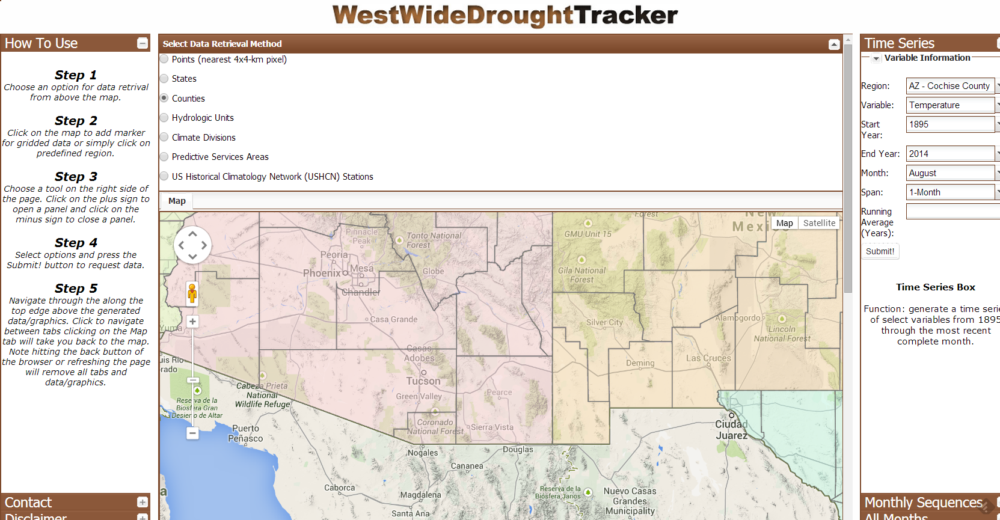 WestWideDroughtTracker
How To Use
Step 1
Choose an option for data retrival
from above the map.
Step 2
Click on the map to add marker
for gridded data or simply click on
predefined region.
Step 3
Choose a tool on the right side of
the page. Click on the plus sign to
open a panel and click on the
minus sign to close a panel.
Step 4
Select options and press the
Submit! button to request data.
Step 5
Navigate through the along the
top edge above the generated
data/graphics. Click to navigate
between tabs clicking on the Map
tab will take you back to the map.
Note hitting the back button of
the browser or refreshing the page
will remove all tabs and
data/graphics.
Contact
Disclaimer
Select Data Retrieval Method
Points (nearest 4x4-km pixel)
States
Counties
Hydrologic Units
Climate Divisions
Predictive Services Areas
US Historical Climatology Network (USHCN) Stations
Map
Map
Satellite
New
Mexic
Forest
Pinnacle
Peak
Tonto National
Forest
GMU Unit 15
Peoria
Mesa
Phoenix
Globe
Chandler
Gila National
Forest
Casa Grande
Silver City
Alamogordo
Lincoln
National Forest
Yuma
Casas
Adobes
Deming
Las Cruces
uis Rio
orado
Tucson
Cabeza Prieta
National
Wildlife Refuge
Green Valley
Pearce
Reserva de la
Biosfera Gran
Desierto de Altar
Coronado
National Forest
Sierra Vista
Ciudad
Juarez
Puerto
Peñasco
Nogales
Douglas
Cananea
Caborca
Magdalena
Reserva de la
Biósfera Janos
Nuevo Casas
Grandes
Municipality
Santa Ana
a
Time Series
Variable Information
Region: AZ - Cochise County
Variable: Temperature
Start
Year: 1895
End Year: 2014
Month: August
Span: 1-Month
Running
Average
(Years):
Submit!
Time Series Box
Function: generate a time serie
of select variables from 1895
through the most recent
complete month.
Monthly Sequences
All Months